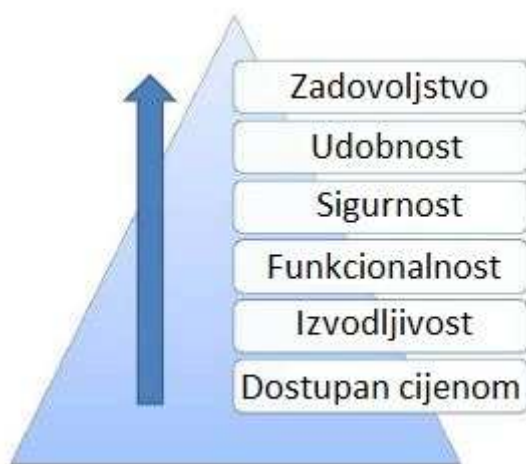 Zadovoljstvo
Udobnost
Sigurnost
Funkcionalnost
Izvodljivost
Dostupan cijenom